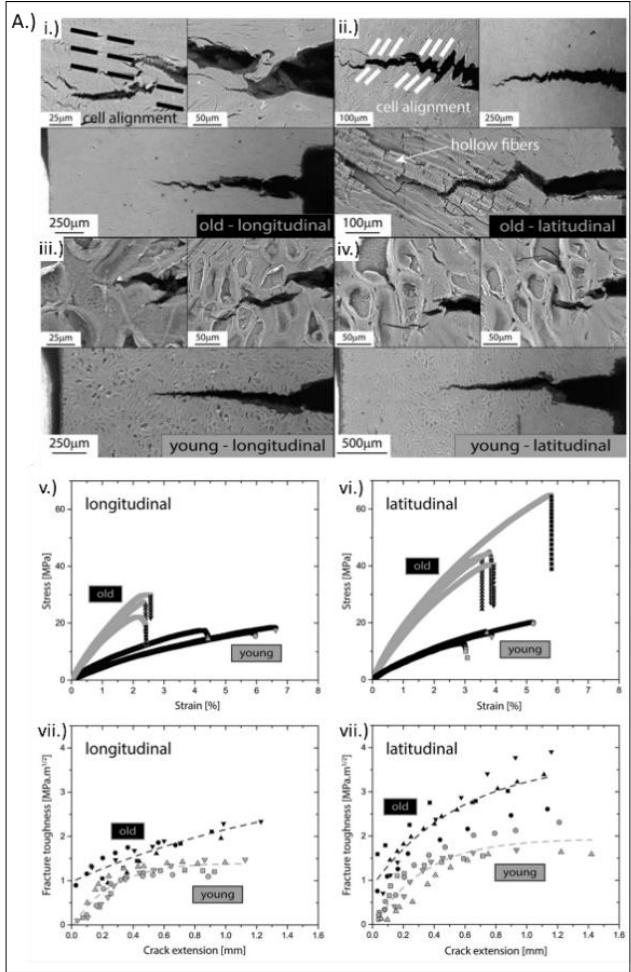 A.)
i.)
cell alignment
25μm
50μm
250μm
old - longitudinal
ii.)
cell alignment
100μm
250μm
hollow fibers
100μm
old - latitudinal
iii.)
25μm
50μm
250μm
young - longitudinal
iv.)
50μm
50μm
500μm
young - latitudinal
v.)
longitudinal
Stress [MPa]
60
40
20
0
old
young
0 1 2 3 4 5 6 7 8
Strain [%]
vi.)
latitudinal
Stress [MPa]
60
40
20
0
old
young
0 1 2 3 4 5 6 7 8
Strain [%]
vii.)
longitudinal
Fracture toughness [MPa.m1/2]
4
3
2
1
0
old
young
0.0 0.2 0.4 0.6 0.8 1.0 1.2 1.4 1.6
Crack extension [mm]
vii.)
latitudinal
Fracture toughness [MPa.m1/2]
4
3
2
1
0
old
young
0.0 0.2 0.4 0.6 0.8 1.0 1.2 1.4 1.6
Crack extension [mm]